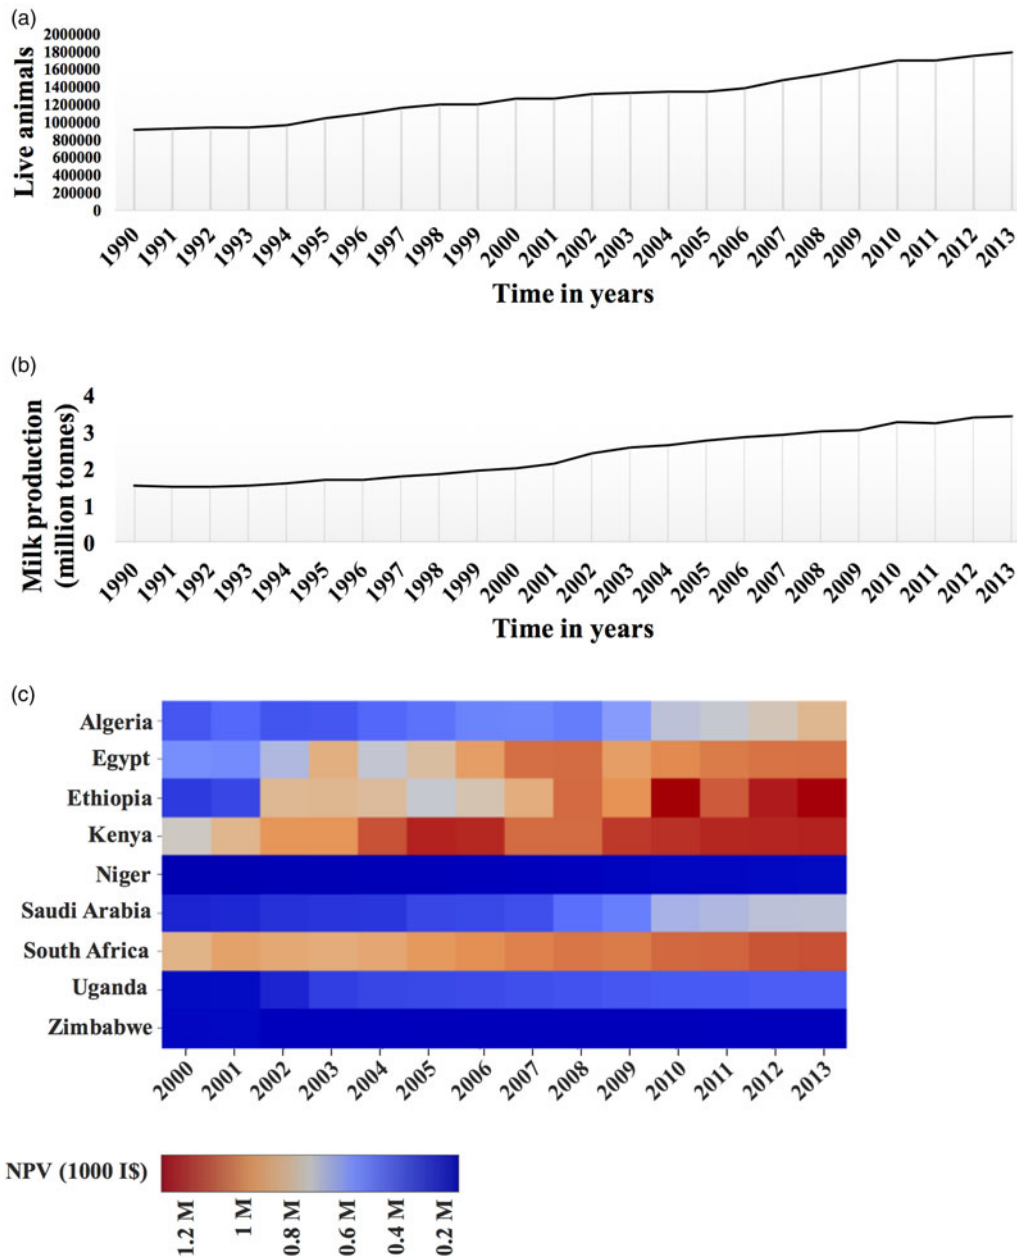 (a)
Live animals
2000000
1800000
1600000
1400000
1200000
1000000
800000
600000
400000
200000
0
1990 1991 1992 1993 1994 1995 1996 1997 1998 1999 2000 2001 2002 2003 2004 2005 2006 2007 2008 2009 2010 2011 2012 2013
Time in years
(b)
Milk production
(million tonnes)
4
3
2
1
0
1990 1991 1992 1993 1994 1995 1996 1997 1998 1999 2000 2001 2002 2003 2004 2005 2006 2007 2008 2009 2010 2011 2012 2013
Time in years
(c)
Algeria
Egypt
Ethiopia
Kenya
Niger
Saudi Arabia
South Africa
Uganda
Zimbabwe
2000 2001 2002 2003 2004 2005 2006 2007 2008 2009 2010 2011 2012 2013
NPV (1000 I$)
1.2 M 1 M 0.8 M 0.6 M 0.4 M 0.2 M